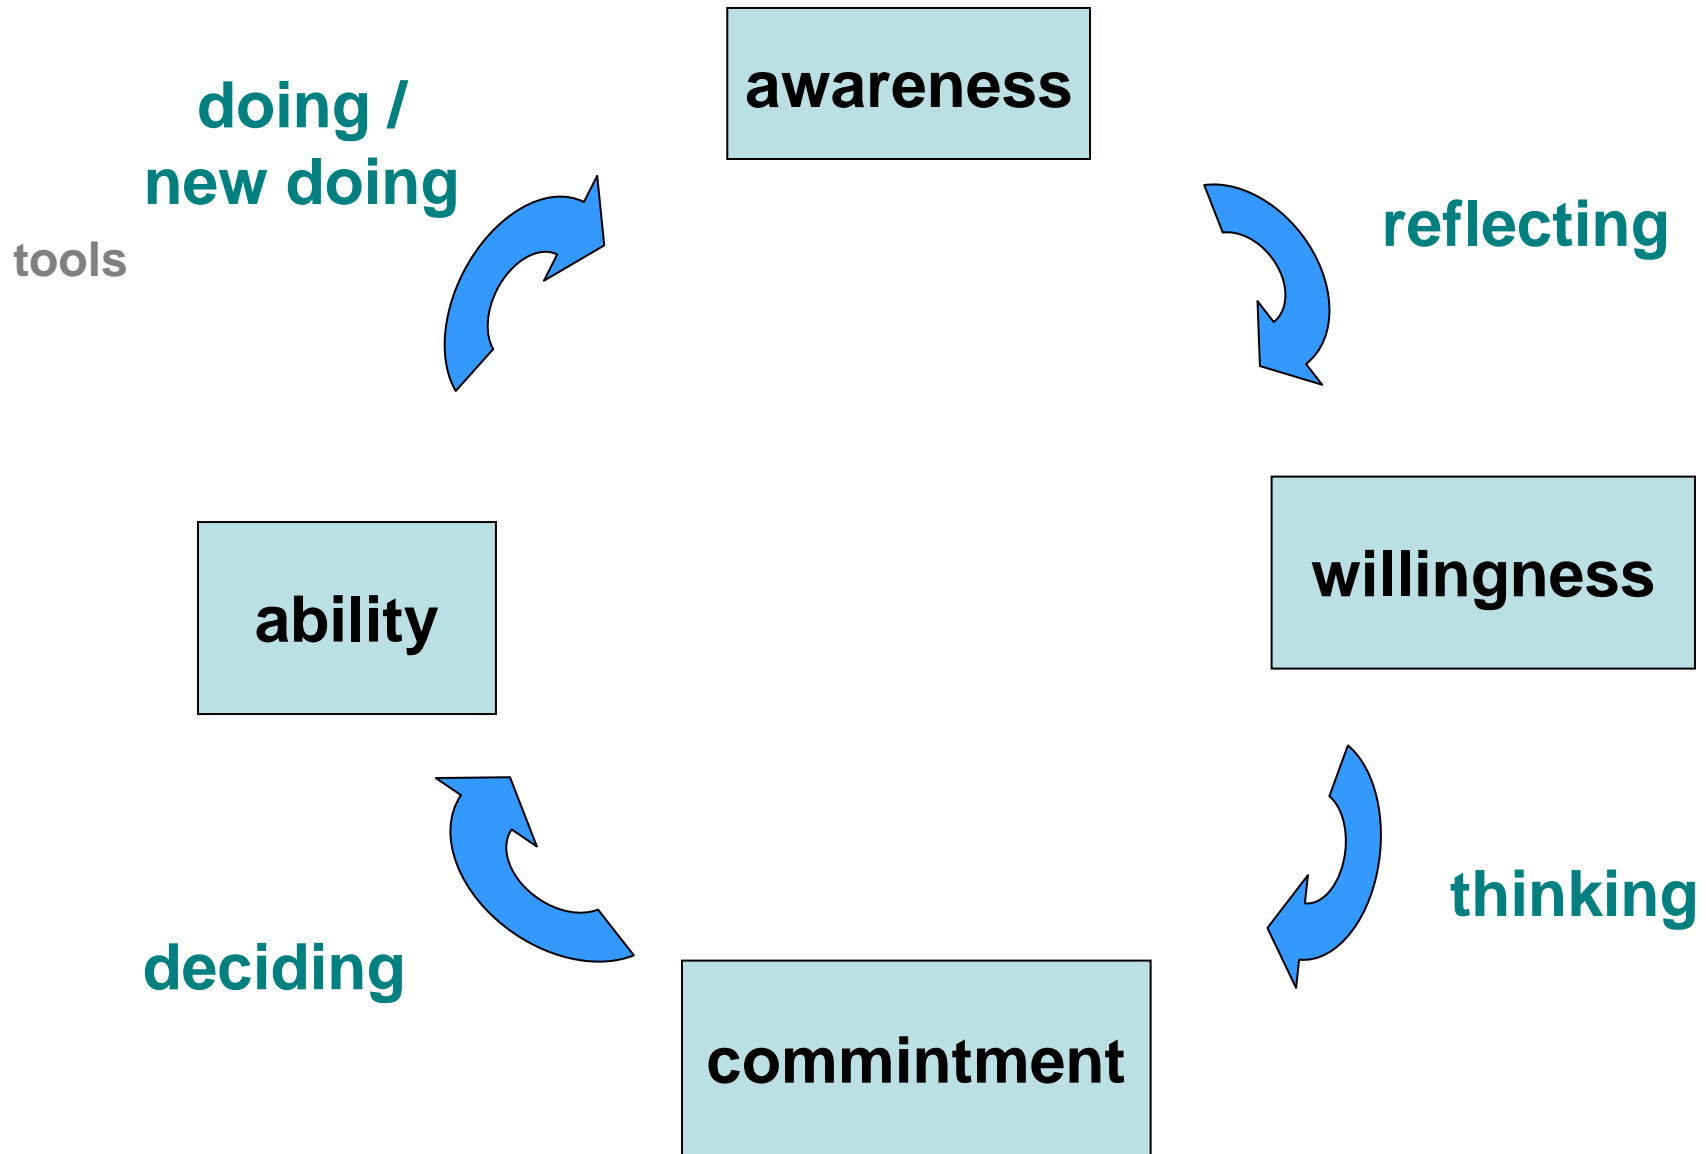 awareness
doing /
new doing
reflecting
tools
willingness
ability
thinking
deciding
commintment